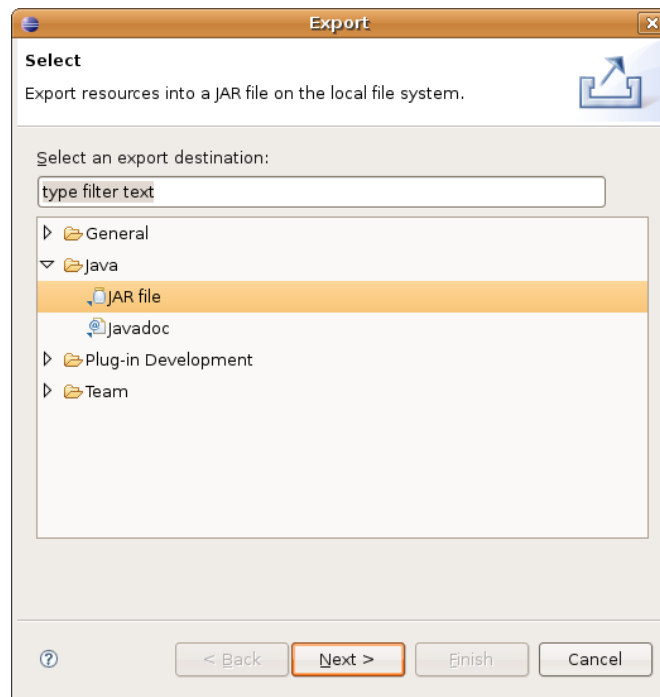 Export
Select
Export resources into a JAR file on the local file system.
Select an export destination:
type filter text
General
Java
JAR file
Javadoc
Plug-in Development
Team
< Back Next > Finish Cancel